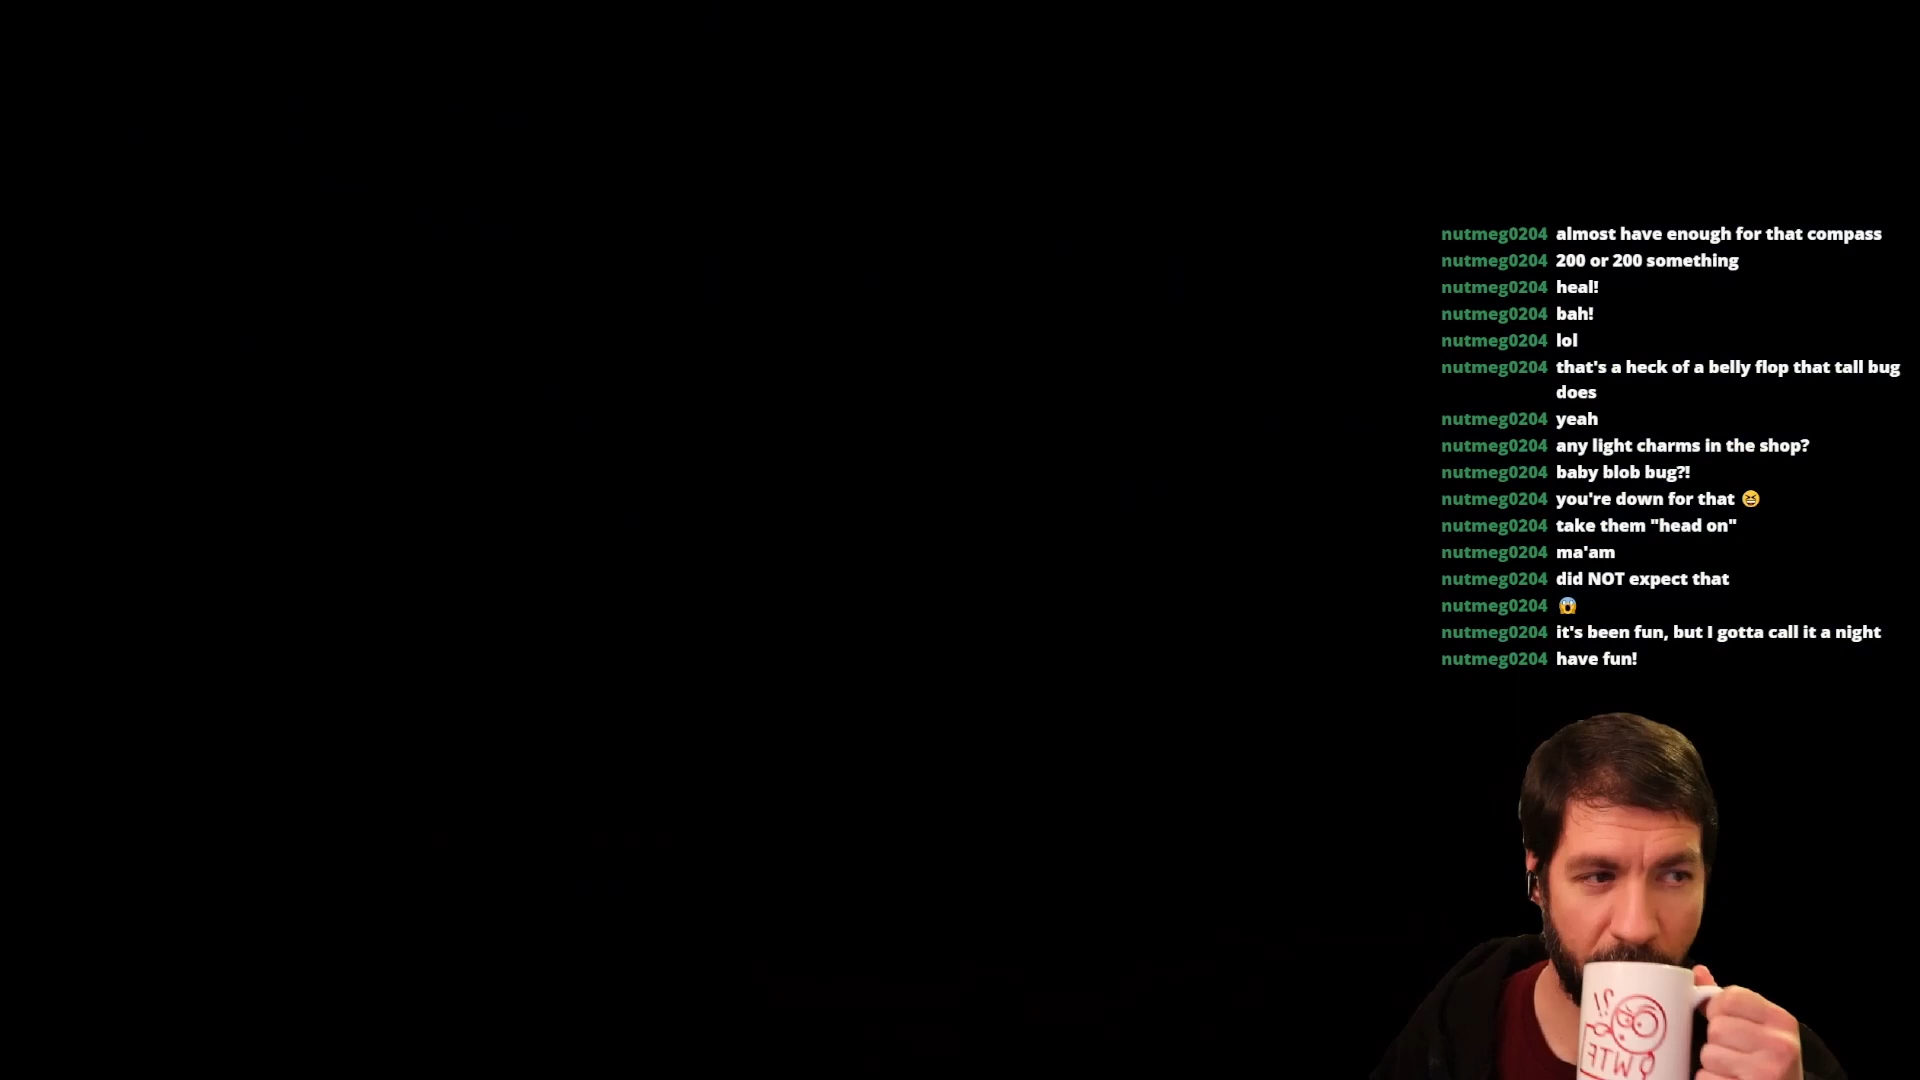 nutmeg0204 almost have enough for that compass
nutmeg0204 200 or 200 something
nutmeg0204 heal!
nutmeg0204 bah!
nutmeg0204 lol
nutmeg0204 that's a heck of a belly flop that tall bug
does
nutmeg0204 yeah
nutmeg0204 any light charms in the shop?
nutmeg0204 baby blob bug?!
nutmeg0204 you're down for that 😆
nutmeg0204 take them "head on"
nutmeg0204 ma'am
nutmeg0204 did NOT expect that
nutmeg0204 😱
nutmeg0204 it's been fun, but I gotta call it a night
nutmeg0204 have fun!
?!
WTF